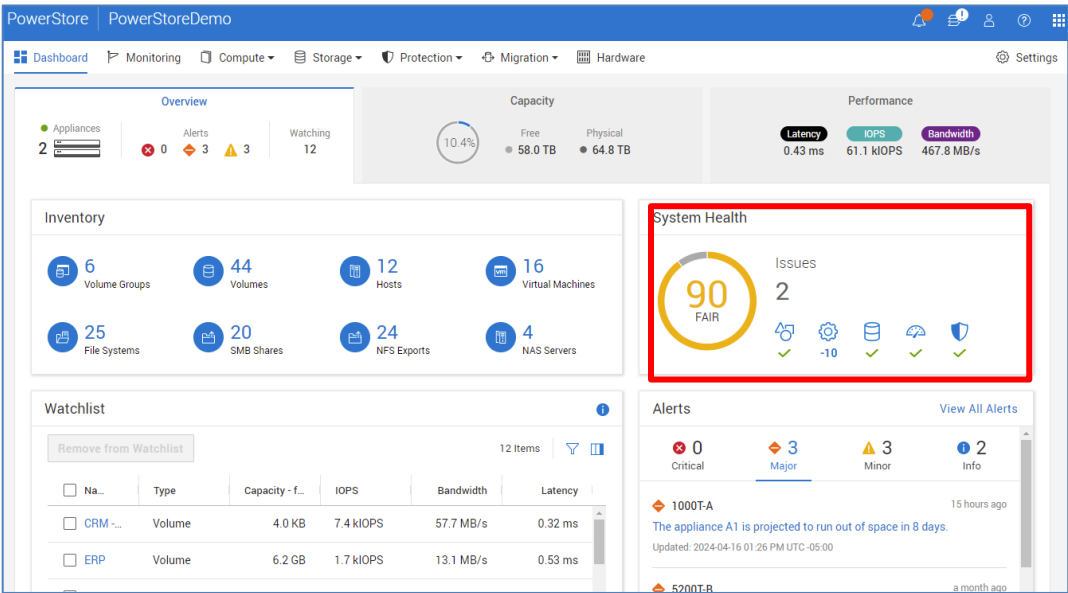 PowerStore PowerStoreDemo
Dashboard Monitoring Compute Storage Protection Migration Hardware Settings
Overview
Appliances
2
Alerts
0 3 3
Watching
12
Capacity
10.4%
Free
58.0 TB
Physical
64.8 TB
Performance
Latency IOPS Bandwidth
0.43 ms 61.1 kIOPS 467.8 MB/s
Inventory
6
Volume Groups
44
Volumes
12
Hosts
16
Virtual Machines
25
File Systems
20
SMB Shares
24
NFS Exports
4
NAS Servers
System Health
90
FAIR
Issues
2
-10
Watchlist
Remove from Watchlist
12 Items
Na... Type Capacity - f... IOPS Bandwidth Latency
CRM -... Volume 4.0 KB 7.4 kIOPS 57.7 MB/s 0.32 ms
ERP Volume 6.2 GB 1.7 kIOPS 13.1 MB/s 0.53 ms
Alerts
View All Alerts
0
Critical
3
Major
3
Minor
2
Info
1000T-A 15 hours ago
The appliance A1 is projected to run out of space in 8 days.
Updated: 2024-04-16 01:26 PM UTC -05:00
5200T-B a month ago